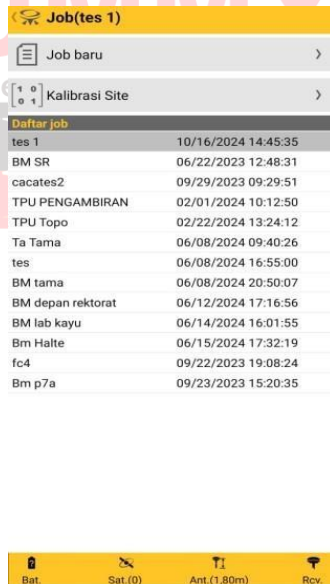 Job(tes 1)
Job baru
1 0
0 1
Kalibrasi Site
Daftar job
tes 1 10/16/2024 14:45:35
BM SR 06/22/2023 12:48:31
cacates2 09/29/2023 09:29:51
TPU PENGAMBIRAN 02/01/2024 10:12:50
TPU Topo 02/22/2024 13:24:12
Ta Tama 06/08/2024 09:40:26
tes 06/08/2024 16:55:00
BM tama 06/08/2024 20:50:07
BM depan rektorat 06/12/2024 17:16:56
BM lab kayu 06/14/2024 16:01:55
Bm Halte 06/15/2024 17:32:19
fc4 09/22/2023 19:08:24
Bm p7a 09/23/2023 15:20:35
Bat. Sat.(0) Ant.(1,80m) Rcv.